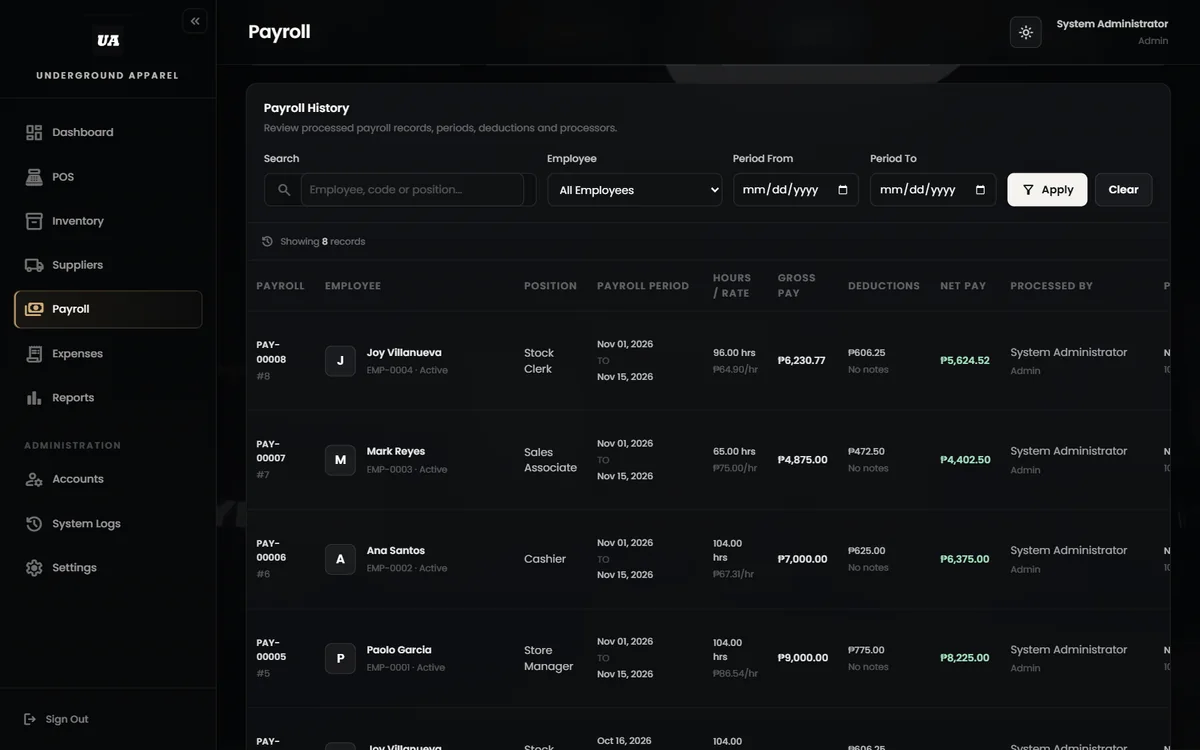 UA
UNDERGROUND APPAREL
Dashboard
POS
Inventory
Suppliers
Payroll
Expenses
Reports
ADMINISTRATION
Accounts
System Logs
Settings
Sign Out
Payroll
System Administrator
Admin
Payroll History
Review processed payroll records, periods, deductions and processors.
Search
Employee
Period From
Period To
Employee, code or position...
All Employees
mm/dd/yyyy
mm/dd/yyyy
Apply
Clear
Showing 8 records
PAYROLL
EMPLOYEE
POSITION
PAYROLL PERIOD
HOURS
/ RATE
GROSS
PAY
DEDUCTIONS
NET PAY
PROCESSED BY
PAY-
00008
#8
J
Joy Villanueva
EMP-0004 · Active
Stock
Clerk
Nov 01, 2026
TO
Nov 15, 2026
96.00 hrs
₱64.90/hr
₱6,230.77
₱606.25
No notes
₱5,624.52
System Administrator
Admin
PAY-
00007
#7
M
Mark Reyes
EMP-0003 · Active
Sales
Associate
Nov 01, 2026
TO
Nov 15, 2026
65.00 hrs
₱75.00/hr
₱4,875.00
₱472.50
No notes
₱4,402.50
System Administrator
Admin
PAY-
00006
#6
A
Ana Santos
EMP-0002 · Active
Cashier
Nov 01, 2026
TO
Nov 15, 2026
104.00
hrs
₱67.31/hr
₱7,000.00
₱625.00
No notes
₱6,375.00
System Administrator
Admin
PAY-
00005
#5
P
Paolo Garcia
EMP-0001 · Active
Store
Manager
Nov 01, 2026
TO
Nov 15, 2026
104.00
hrs
₱86.54/hr
₱9,000.00
₱775.00
No notes
₱8,225.00
System Administrator
Admin
PAY-
Joy Villanueva
Stock
Oct 16, 2026
104.00
₱606.25
System Administrator